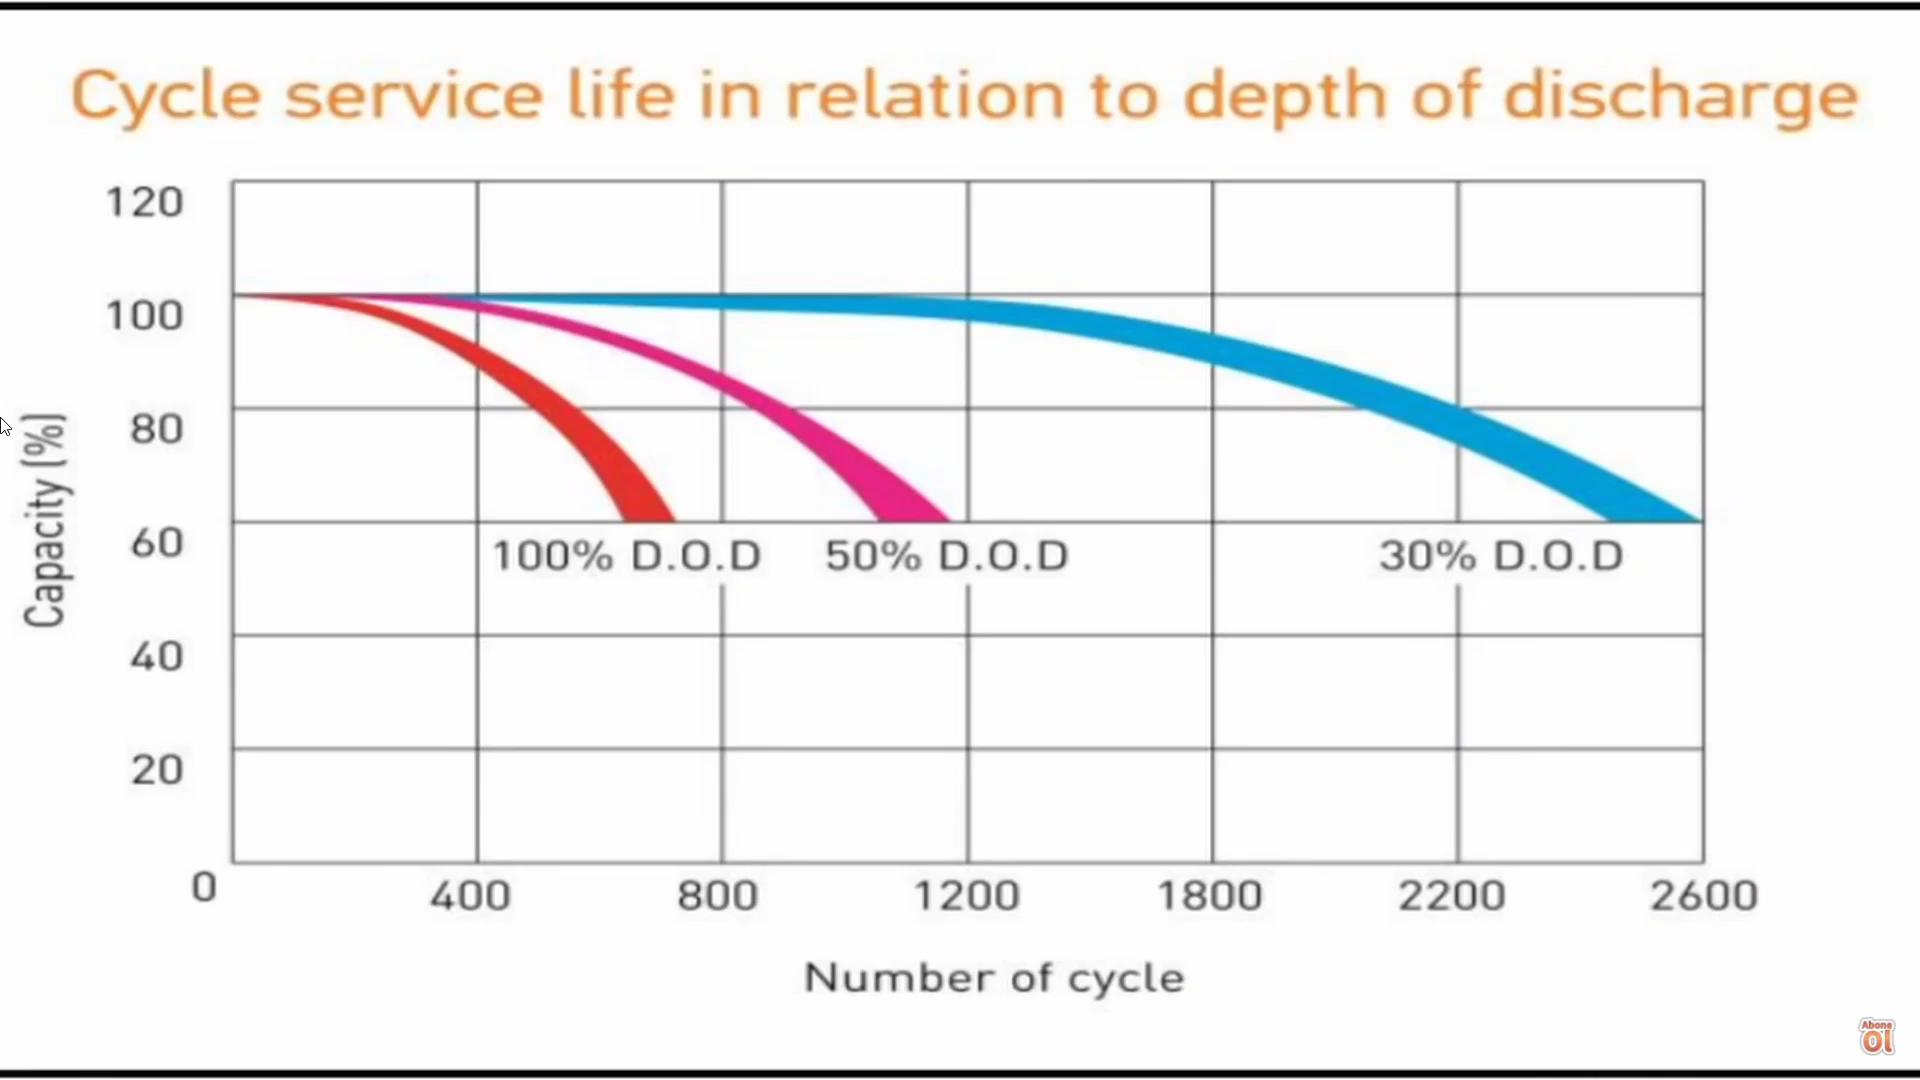 Cycle service life in relation to depth of discharge
120
100
80
60
40
20
0
Capacity (%)
100% D.O.D
50% D.O.D
30% D.O.D
400
800
1200
1800
2200
2600
Number of cycle
Abone
Ol